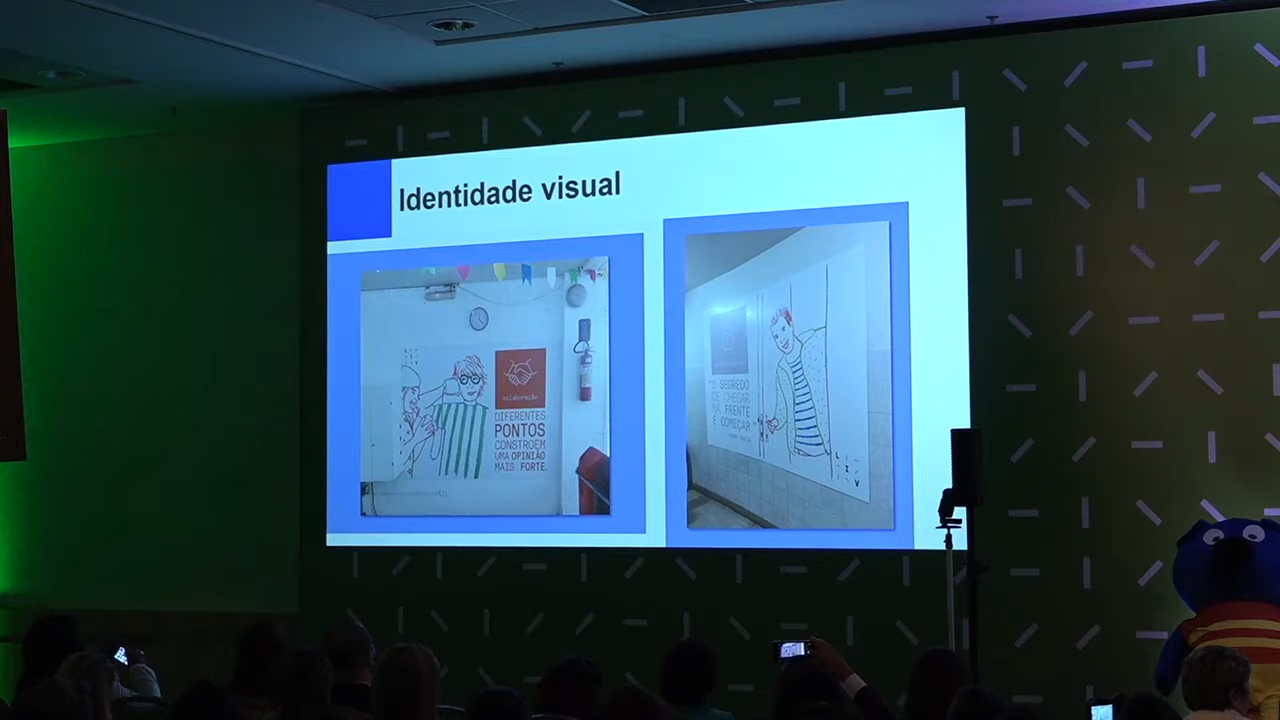 Identidade visual
colaboração
DIFERENTES
PONTOS
CONSTROEM
UMA OPINIÃO
MAIS FORTE.
"O SEGREDO
DE CHEGAR
NA FRENTE
É COMEÇAR"